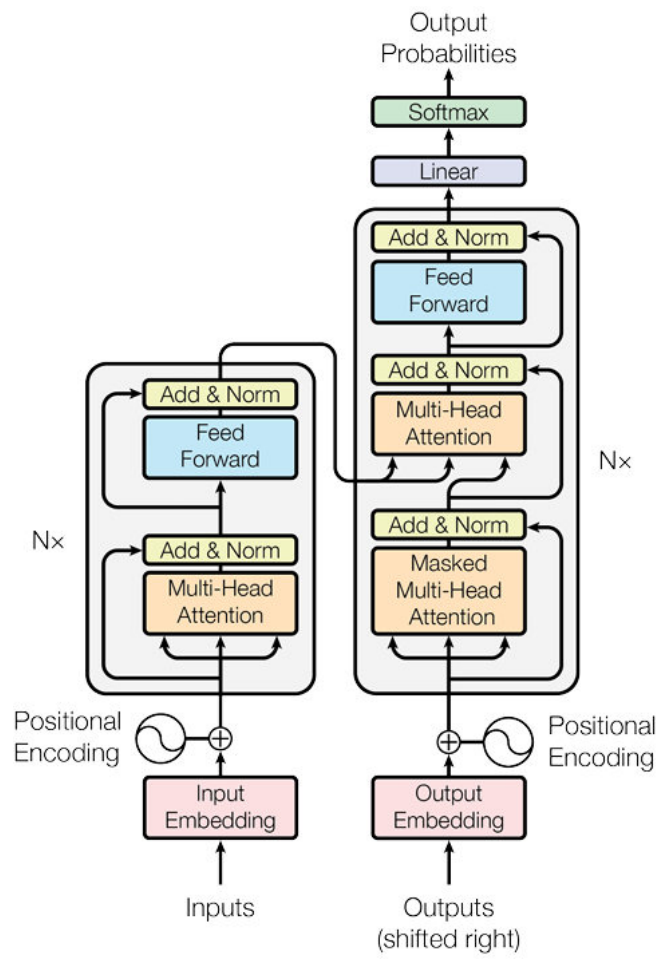 Output
Probabilities
Softmax
Linear
Add & Norm
Feed
Forward
Add & Norm
Multi-Head
Attention
Add & Norm
Masked
Multi-Head
Attention
N×
Add & Norm
Feed
Forward
Add & Norm
Multi-Head
Attention
N×
Positional
Encoding
Positional
Encoding
Input
Embedding
Output
Embedding
Inputs
Outputs
(shifted right)